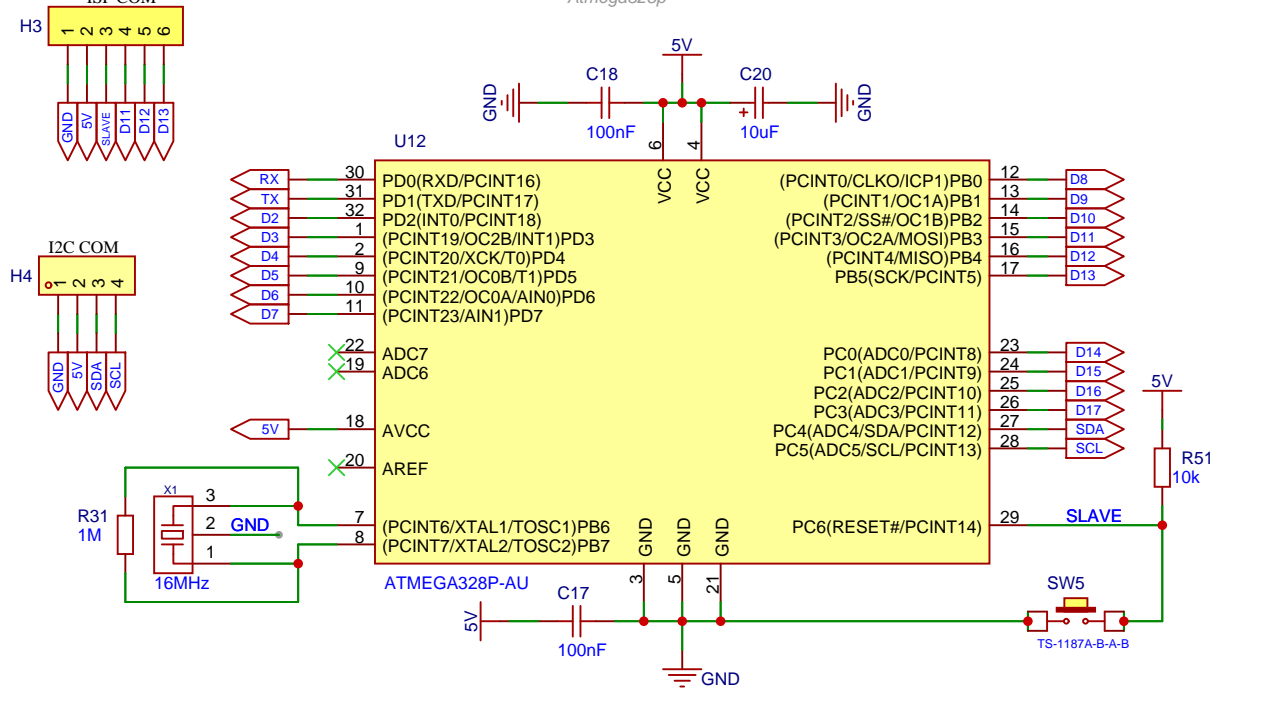 ISP COM
Atmega328p
H3
1 2 3 4 5 6
GND 5V SLAVE D11 D12 D13
5V
C18
C20
GND
GND
100nF
+
10uF
U12
6
4
VCC
VCC
RX 30 PD0(RXD/PCINT16)
TX 31 PD1(TXD/PCINT17)
D2 32 PD2(INT0/PCINT18)
D3 1 (PCINT19/OC2B/INT1)PD3
D4 2 (PCINT20/XCK/T0)PD4
D5 9 (PCINT21/OC0B/T1)PD5
D6 10 (PCINT22/OC0A/AIN0)PD6
D7 11 (PCINT23/AIN1)PD7
22 ADC7
19 ADC6
5V 18 AVCC
20 AREF
7 (PCINT6/XTAL1/TOSC1)PB6
8 (PCINT7/XTAL2/TOSC2)PB7
(PCINT0/CLKO/ICP1)PB0 12 D8
(PCINT1/OC1A)PB1 13 D9
(PCINT2/SS#/OC1B)PB2 14 D10
(PCINT3/OC2A/MOSI)PB3 15 D11
(PCINT4/MISO)PB4 16 D12
PB5(SCK/PCINT5) 17 D13
PC0(ADC0/PCINT8) 23 D14
PC1(ADC1/PCINT9) 24 D15
PC2(ADC2/PCINT10) 25 D16
PC3(ADC3/PCINT11) 26 D17
PC4(ADC4/SDA/PCINT12) 27 SDA
PC5(ADC5/SCL/PCINT13) 28 SCL
PC6(RESET#/PCINT14) 29 SLAVE
5V
R51
10k
I2C COM
H4
1 2 3 4
GND 5V SDA SCL
R31
1M
X1
3
2 GND
1
16MHz
GND GND GND
3 5 21
ATMEGA328P-AU
5V
C17
100nF
GND
SW5
TS-1187A-B-A-B